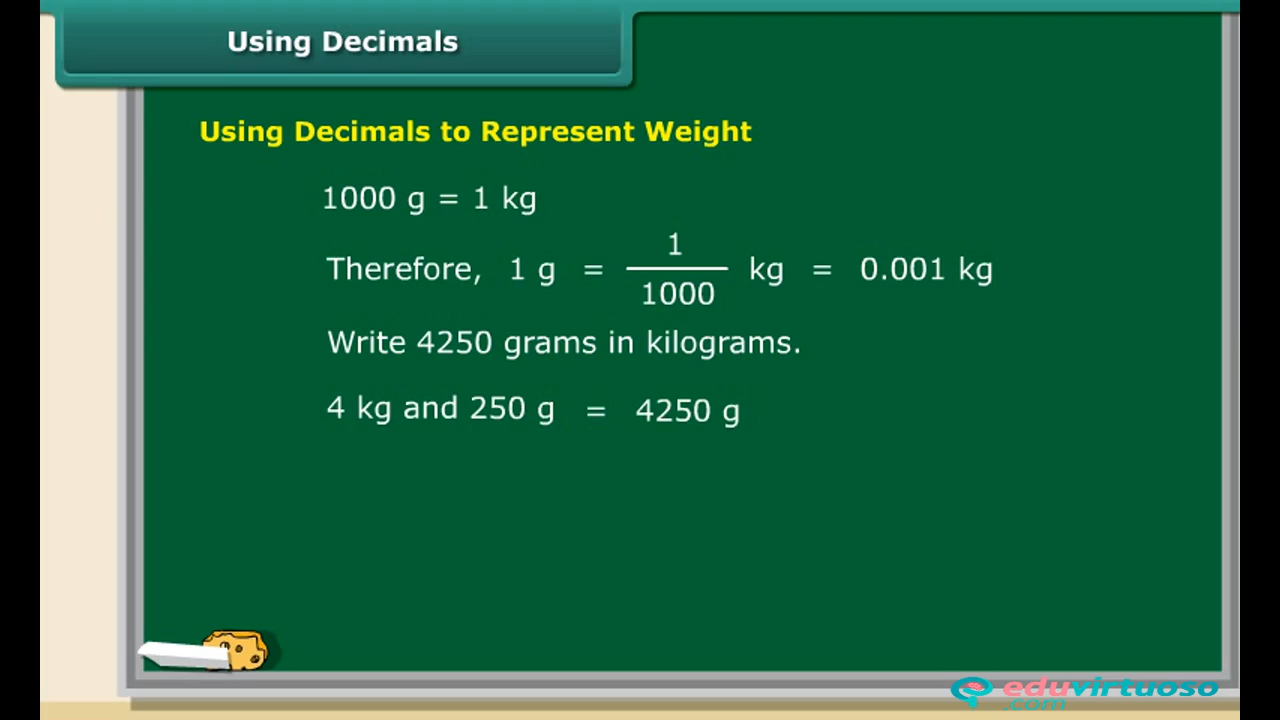 Using Decimals
Using Decimals to Represent Weight
1000 g = 1 kg
Therefore, 1 g = 1/1000 kg = 0.001 kg
Write 4250 grams in kilograms.
4 kg and 250 g = 4250 g
eduvirtuoso
.com